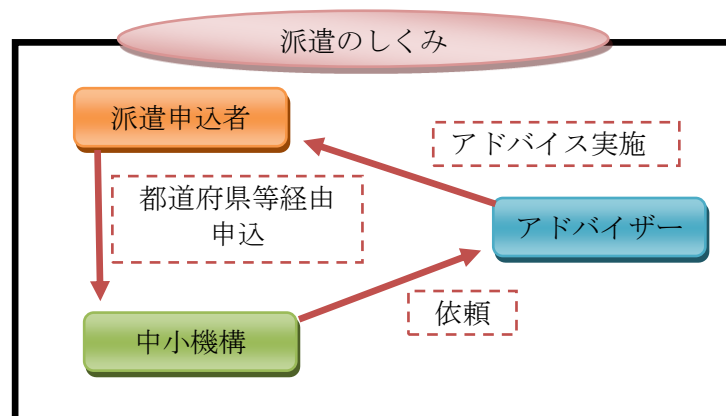 派遣のしくみ
派遣申込者
アドバイス実施
都道府県等経由
申込
アドバイザー
依頼
中小機構